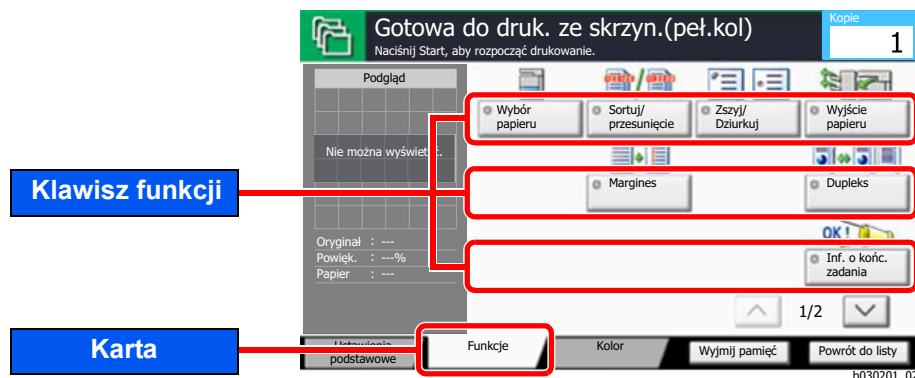 Gotowa do druk. ze skrzyn.(peł.kol)
Naciśnij Start, aby rozpocząć drukowanie.
Kopie
1
Podgląd
Nie można wyświetlić.
Wybór
papieru
Sortuj/
przesunięcie
Zszyj/
Dziurkuj
Wyjście
papieru
Klawisz funkcji
Margines
Dupleks
OK!
Oryginał : ---
Powięk. : ---%
Papier : ---
Inf. o końc.
zadania
1/2
Karta
Ustawienia
podstawowe
Funkcje
Kolor
Wyjmij pamięć
Powrót do listy
b030201_02